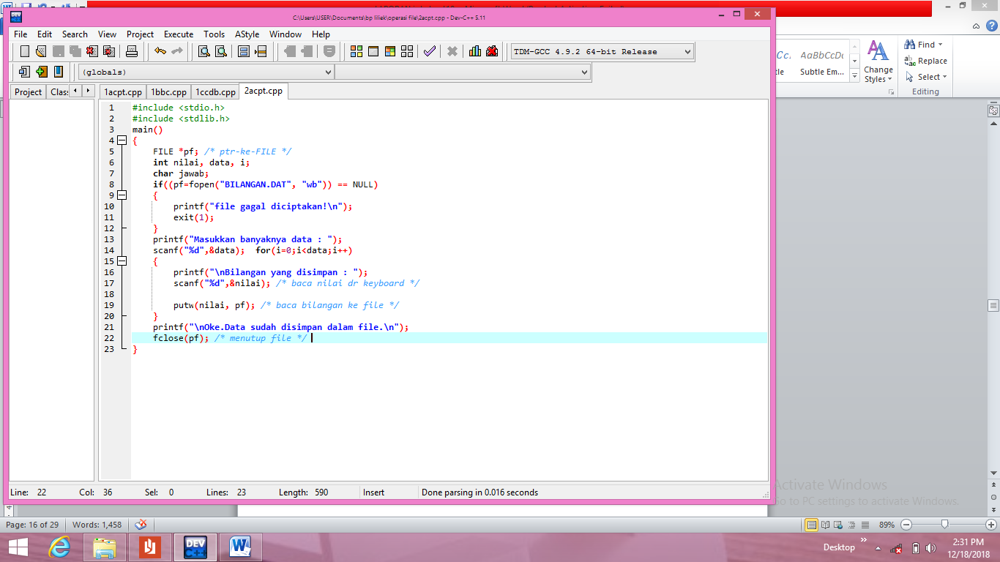 C:\Users\USER\Documents\bp liliek\operasi file\2acpt.cpp - Dev-C++ 5.11
File Edit Search View Project Execute Tools AStyle Window Help
TDM-GCC 4.9.2 64-bit Release
(globals)
Project Clas
1acpt.cpp 1bbc.cpp 1ccdb.cpp 2acpt.cpp
1 #include <stdio.h>
2 #include <stdlib.h>
3 main()
4 {
5 FILE *pf; /* ptr-ke-FILE */
6 int nilai, data, i;
7 char jawab;
8 if((pf=fopen("BILANGAN.DAT", "wb")) == NULL)
9 {
10 printf("file gagal diciptakan!\n");
11 exit(1);
12 }
13 printf("Masukkan banyaknya data : ");
14 scanf("%d",&data);  for(i=0;i<data;i++)
15 {
16 printf("\nBilangan yang disimpan : ");
17 scanf("%d",&nilai); /* baca nilai dr keyboard */
18
19 putw(nilai, pf); /* baca bilangan ke file */
20 }
21 printf("\nOke.Data sudah disimpan dalam file.\n");
22 fclose(pf); /* menutup file */
23 }
Line: 22 Col: 36 Sel: 0 Lines: 23 Length: 590 Insert Done parsing in 0.016 seconds
DEV C++
AaBbCcDc
Subtle Em...
Change
Styles
Find
Replace
Select
Editing
Activate Windows
Go to PC settings to activate Windows.
Page: 16 of 29 Words: 1,458
89%
DEV C++
Desktop
2:31 PM
12/18/2018